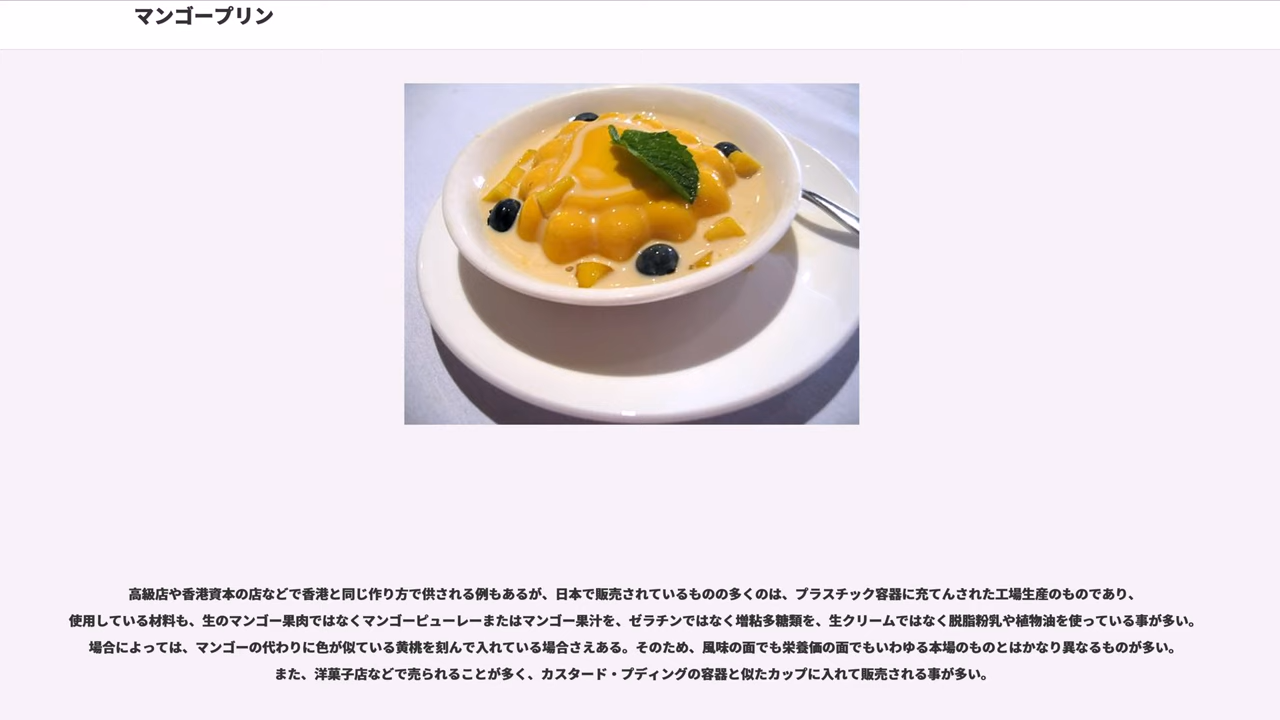 マンゴープリン
高級店や香港資本の店などで香港と同じ作り方で供される例もあるが、日本で販売されているものの多くのは、プラスチック容器に充てんされた工場生産のものであり、
使用している材料も、生のマンゴー果肉ではなくマンゴーピューレーまたはマンゴー果汁を、ゼラチンではなく増粘多糖類を、生クリームではなく脱脂粉乳や植物油を使っている事が多い。
場合によっては、マンゴーの代わりに色が似ている黄桃を刻んで入れている場合さえある。そのため、風味の面でも栄養価の面でもいわゆる本場のものとはかなり異なるものが多い。
また、洋菓子店などで売られることが多く、カスタード・プディングの容器と似たカップに入れて販売される事が多い。